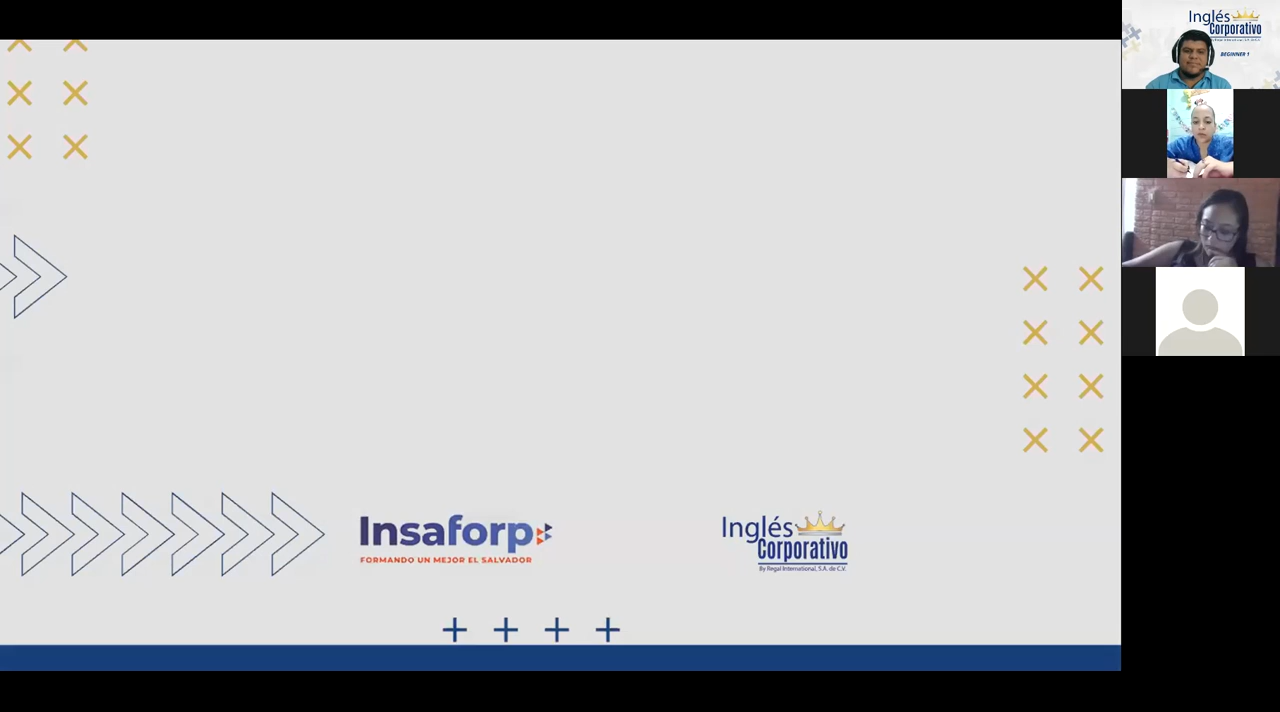 Insaforp
FORMANDO UN MEJOR EL SALVADOR
Inglés
Corporativo
By Regal International, S.A. de C.V.
Inglés
Corporativo
BEGINNER 1